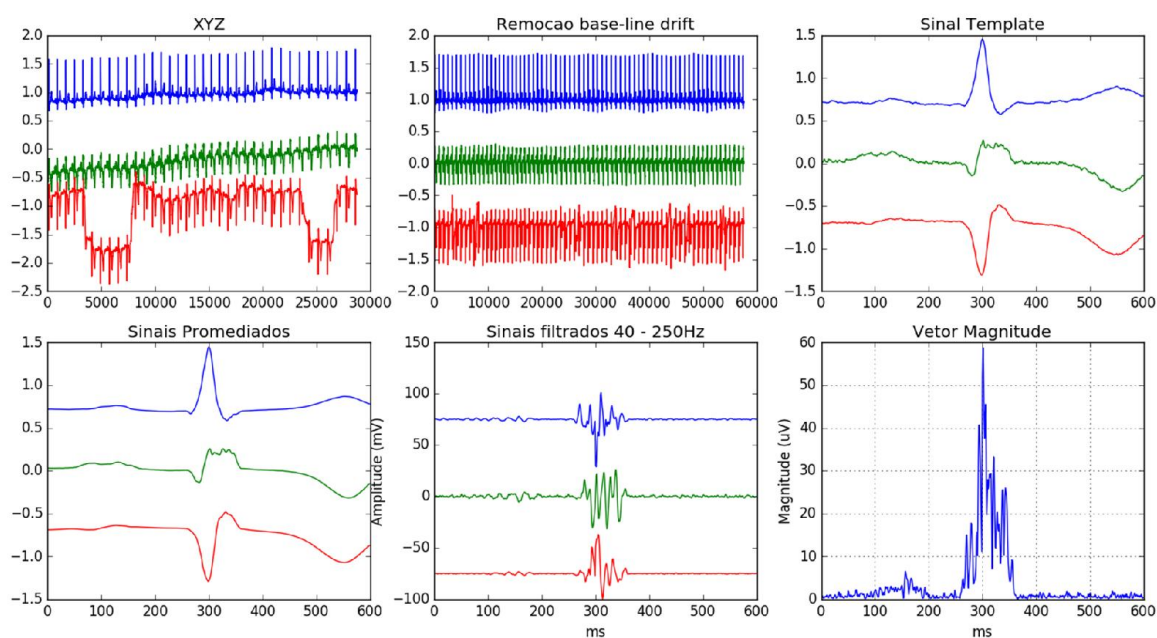 XYZ
2.0
1.5
1.0
0.5
0.0
−0.5
−1.0
−1.5
−2.0
−2.5
0 5000 10000 15000 20000 25000 30000
Remocao base-line drift
2.0
1.5
1.0
0.5
0.0
−0.5
−1.0
−1.5
−2.0
0 10000 20000 30000 40000 50000 60000
Sinal Template
1.5
1.0
0.5
0.0
−0.5
−1.0
−1.5
0 100 200 300 400 500 600
Sinais Promediados
1.5
1.0
0.5
0.0
−0.5
−1.0
−1.5
0 100 200 300 400 500 600
Sinais filtrados 40 - 250Hz
Amplitude (mV)
150
100
50
0
−50
−100
0 100 200 300 400 500 600
ms
Vetor Magnitude
Magnitude (uV)
60
50
40
30
20
10
0
0 100 200 300 400 500 600
ms